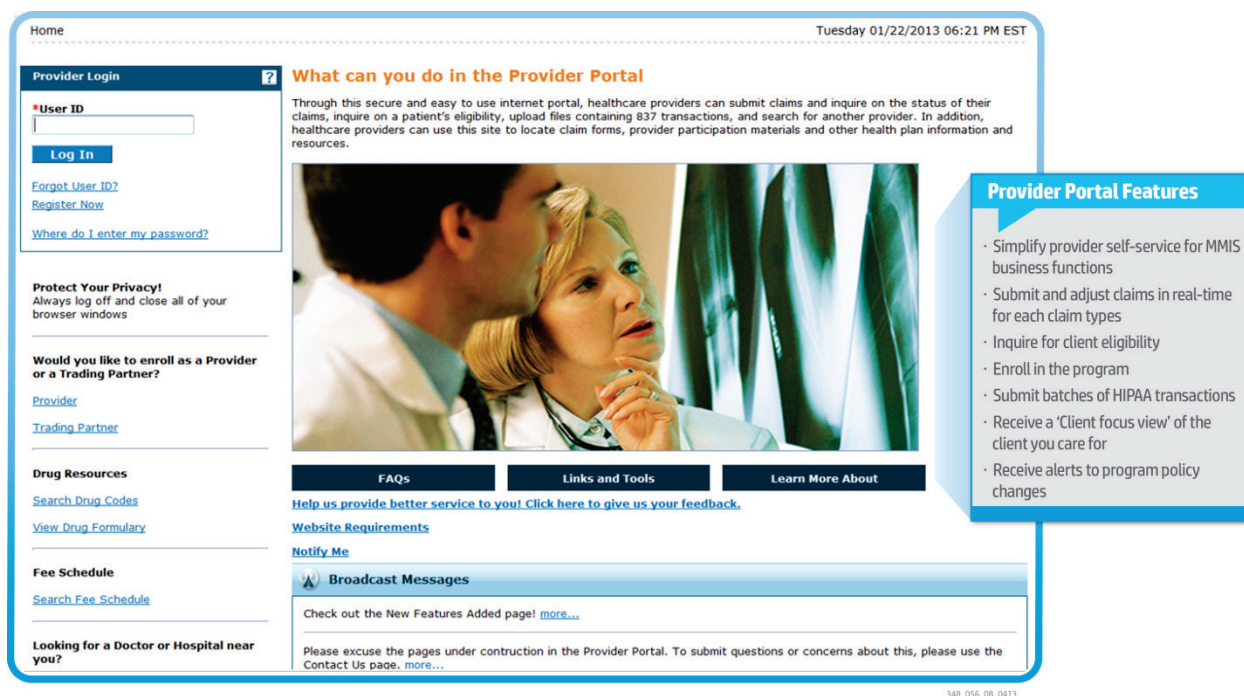 Home
Tuesday 01/22/2013 06:21 PM EST
Provider Login
?
*User ID
Log In
Forgot User ID?
Register Now
Where do I enter my password?
Protect Your Privacy!
Always log off and close all of your
browser windows
Would you like to enroll as a Provider
or a Trading Partner?
Provider
Trading Partner
Drug Resources
Search Drug Codes
View Drug Formulary
Fee Schedule
Search Fee Schedule
Looking for a Doctor or Hospital near
you?
What can you do in the Provider Portal
Through this secure and easy to use internet portal, healthcare providers can submit claims and inquire on the status of their
claims, inquire on a patient's eligibility, upload files containing 837 transactions, and search for another provider. In addition,
healthcare providers can use this site to locate claim forms, provider participation materials and other health plan information and
resources.
FAQs
Links and Tools
Learn More About
Help us provide better service to you! Click here to give us your feedback.
Website Requirements
Notify Me
Broadcast Messages
Check out the New Features Added page! more...
Please excuse the pages under contruction in the Provider Portal. To submit questions or concerns about this, please use the
Contact Us page. more...
Provider Portal Features
· Simplify provider self-service for MMIS
business functions
· Submit and adjust claims in real-time
for each claim types
· Inquire for client eligibility
· Enroll in the program
· Submit batches of HIPAA transactions
· Receive a ‘Client focus view’ of the
client you care for
· Receive alerts to program policy
changes
348_056_08_0413